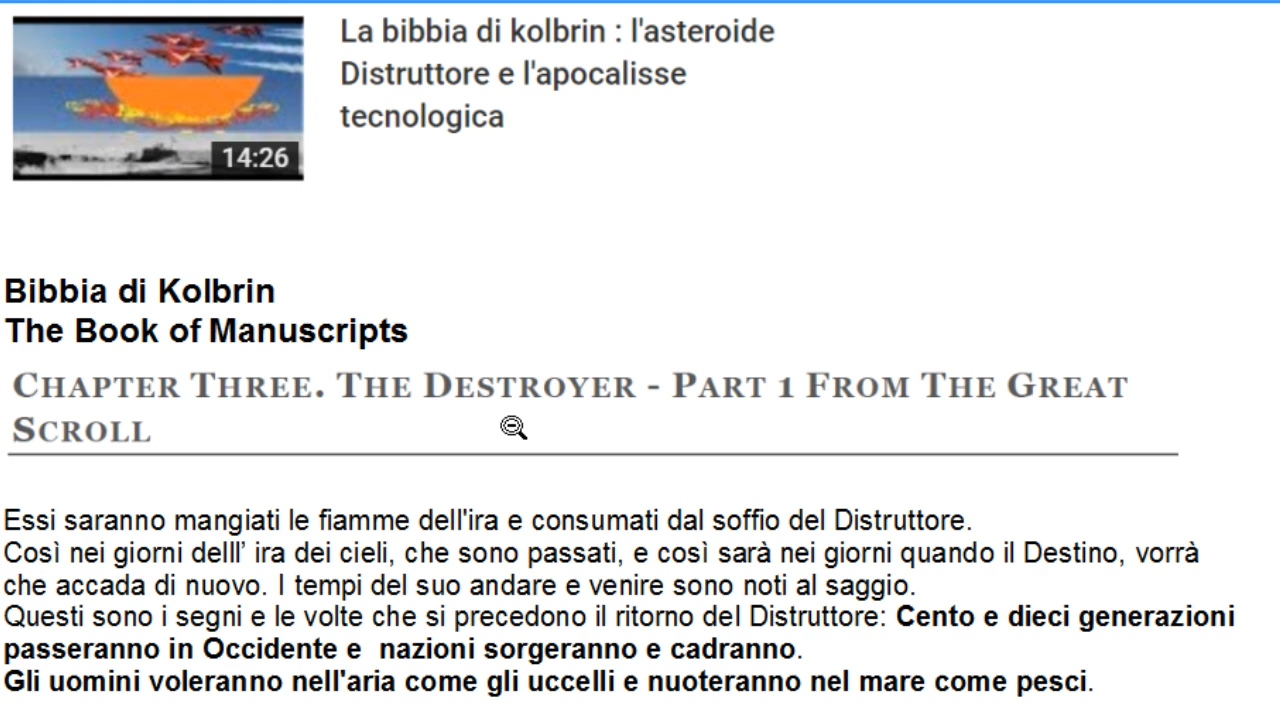 La bibbia di kolbrin : l'asteroide
Distruttore e l'apocalisse
tecnologica
14:26
Bibbia di Kolbrin
The Book of Manuscripts
CHAPTER THREE. THE DESTROYER - PART 1 FROM THE GREAT
SCROLL
Essi saranno mangiati le fiamme dell'ira e consumati dal soffio del Distruttore.
Così nei giorni delll’ ira dei cieli, che sono passati, e così sarà nei giorni quando il Destino, vorrà
che accada di nuovo. I tempi del suo andare e venire sono noti al saggio.
Questi sono i segni e le volte che si precedono il ritorno del Distruttore: Cento e dieci generazioni
passeranno in Occidente e  nazioni sorgeranno e cadranno.
Gli uomini voleranno nell'aria come gli uccelli e nuoteranno nel mare come pesci.